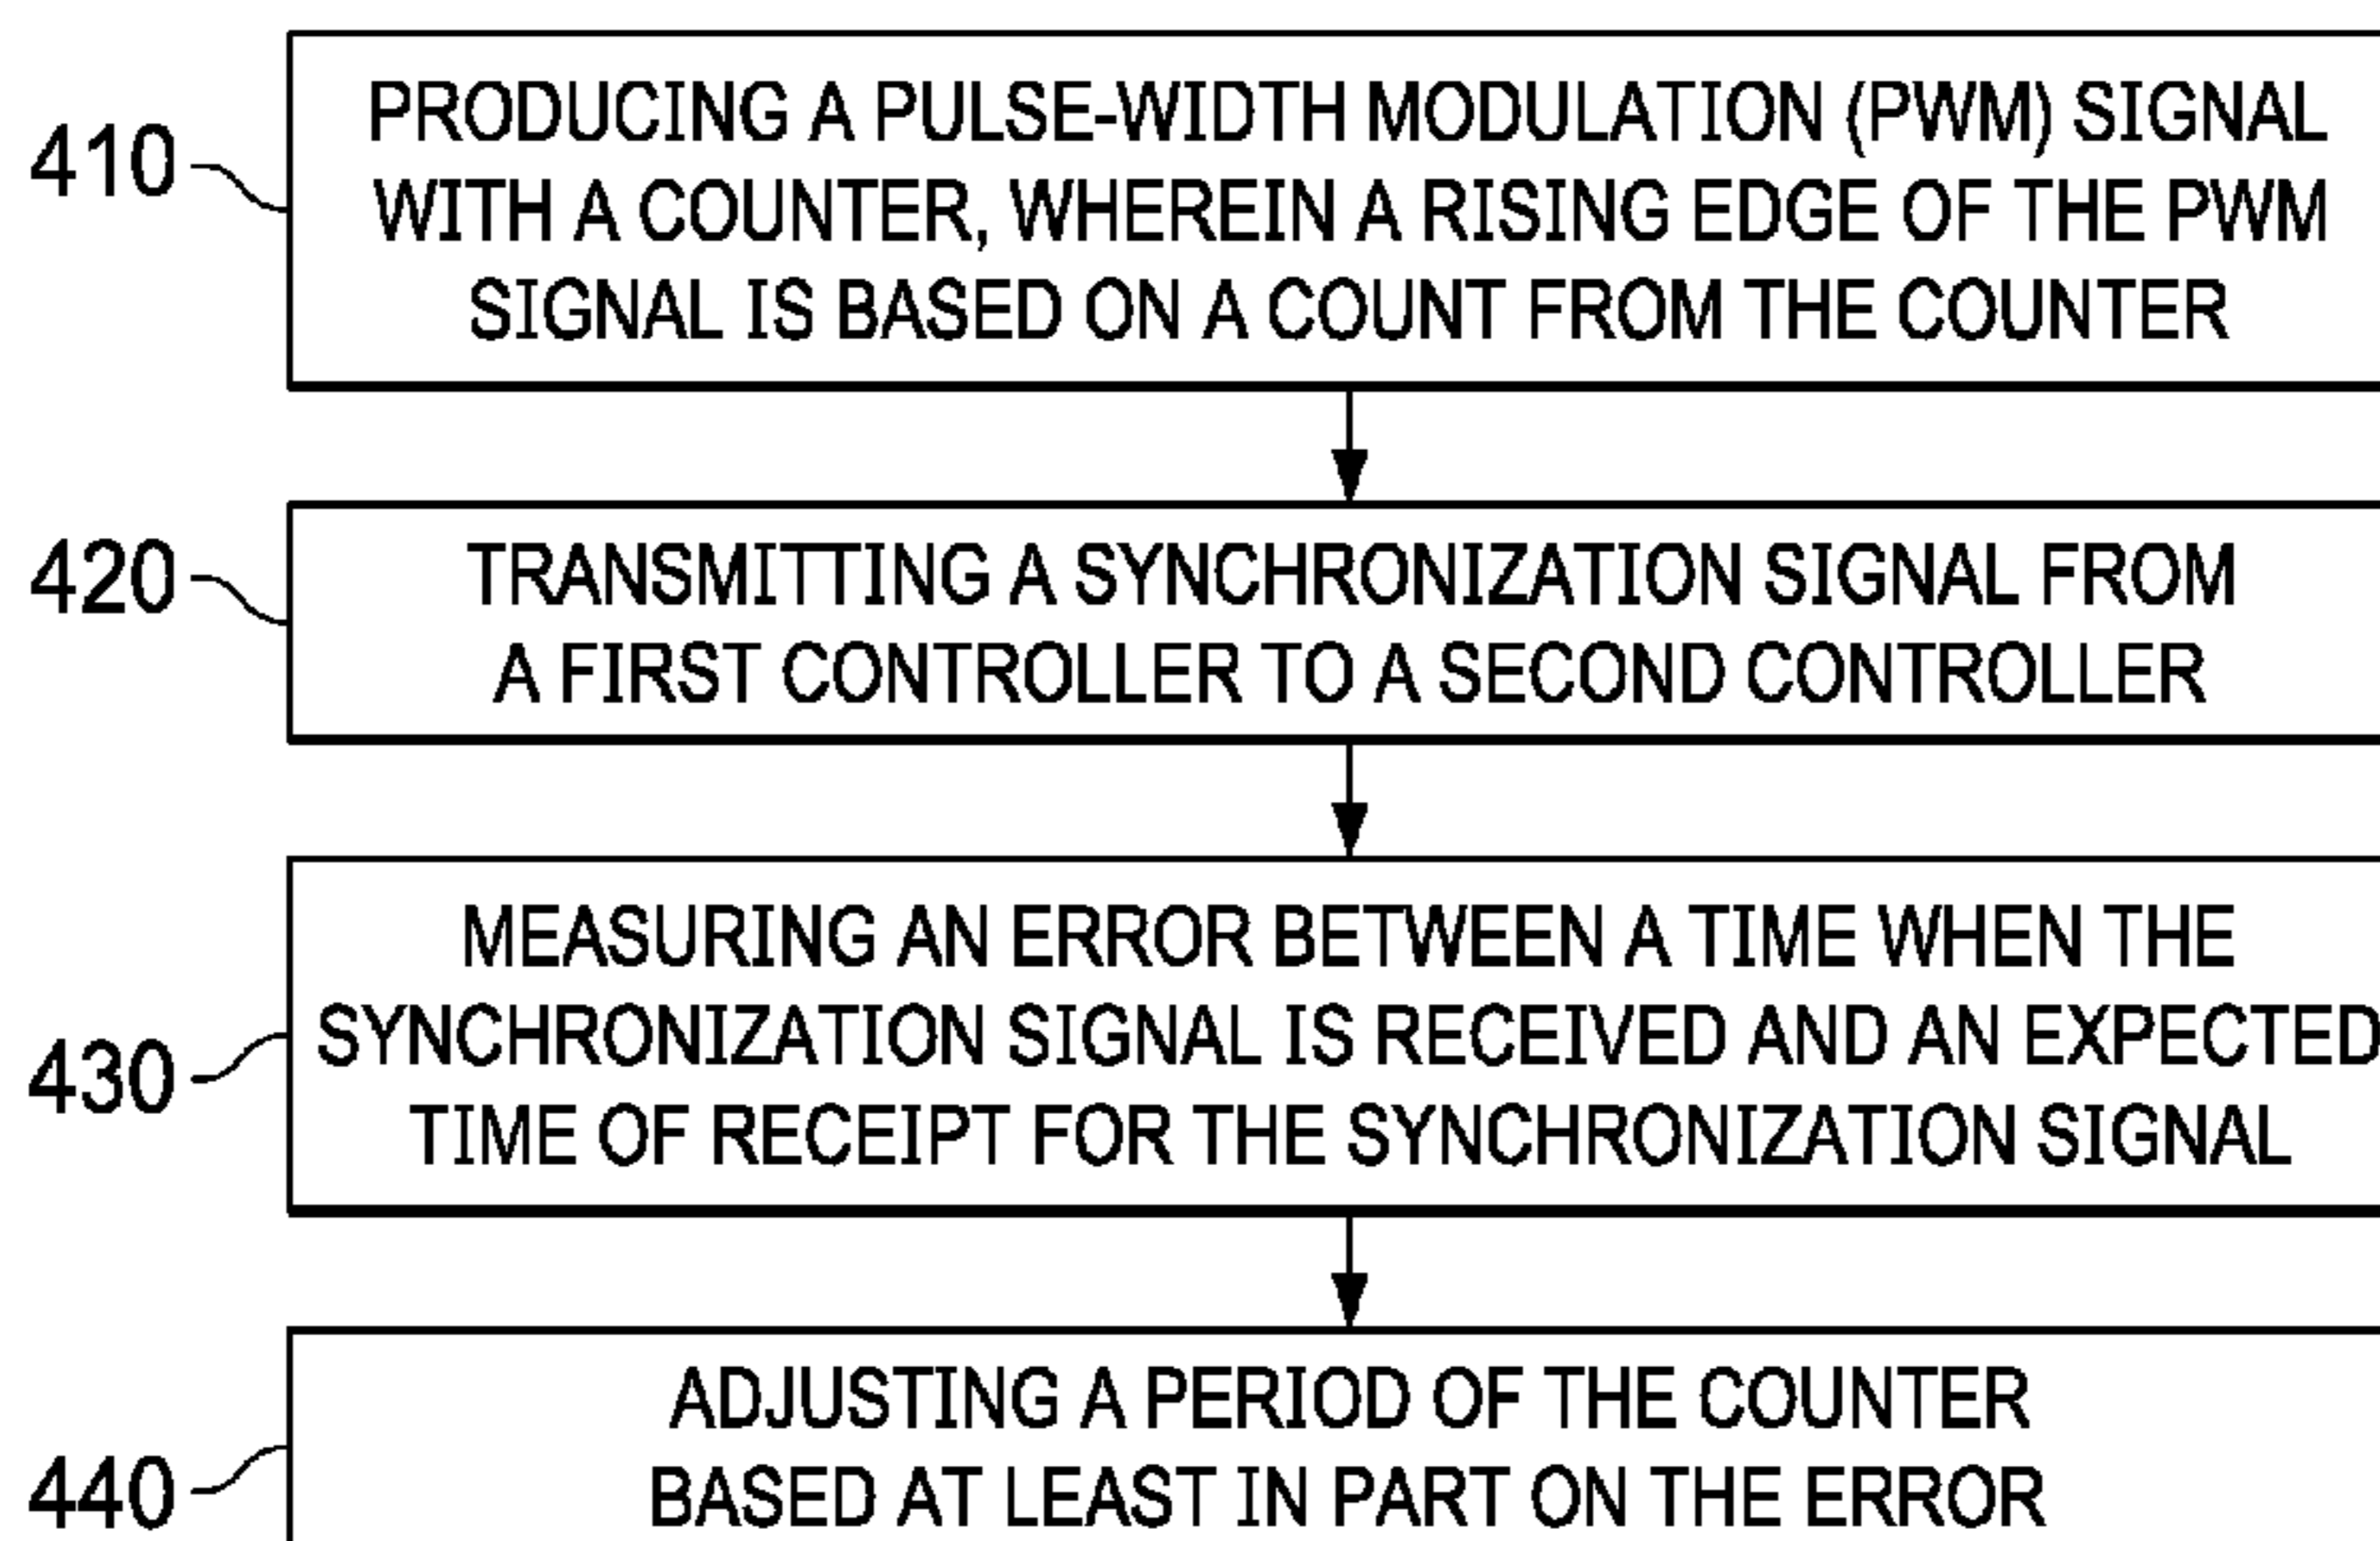 410
PRODUCING A PULSE-WIDTH MODULATION (PWM) SIGNAL
WITH A COUNTER, WHEREIN A RISING EDGE OF THE PWM
SIGNAL IS BASED ON A COUNT FROM THE COUNTER
420
TRANSMITTING A SYNCHRONIZATION SIGNAL FROM
A FIRST CONTROLLER TO A SECOND CONTROLLER
430
MEASURING AN ERROR BETWEEN A TIME WHEN THE
SYNCHRONIZATION SIGNAL IS RECEIVED AND AN EXPECTED
TIME OF RECEIPT FOR THE SYNCHRONIZATION SIGNAL
440
ADJUSTING A PERIOD OF THE COUNTER
BASED AT LEAST IN PART ON THE ERROR